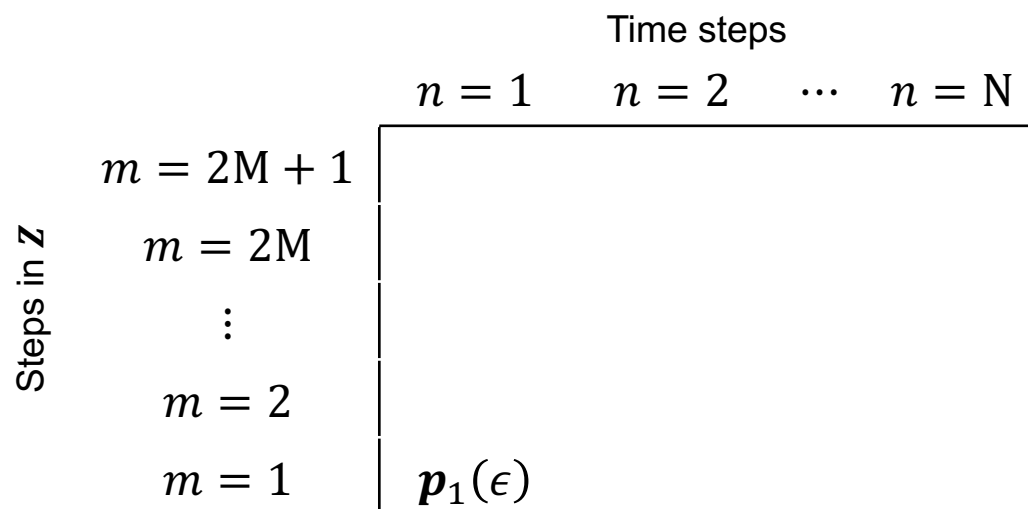 Time steps
n = 1 n = 2 ⋯ n = N
m = 2M + 1
Steps in Z
m = 2M
⋮
m = 2
m = 1 p₁(ϵ)